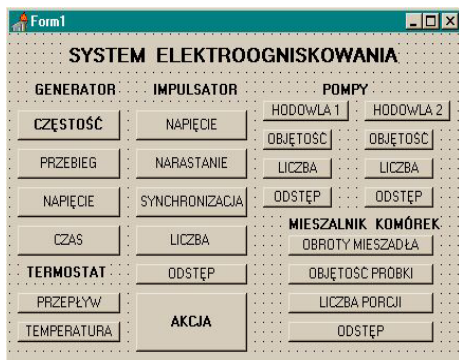 Form1
SYSTEM ELEKTROOGNISKOWANIA
GENERATOR
CZĘSTOŚĆ
PRZEBIEG
NAPIĘCIE
CZAS
TERMOSTAT
PRZEPŁYW
TEMPERATURA
IMPULSATOR
NAPIĘCIE
NARASTANIE
SYNCHRONIZACJA
LICZBA
ODSTĘP
AKCJA
POMPY
HODOWLA 1
OBJĘTOŚĆ
LICZBA
ODSTĘP
HODOWLA 2
OBJĘTOŚĆ
LICZBA
ODSTĘP
MIESZALNIK KOMÓREK
OBROTY MIESZADŁA
OBJĘTOŚĆ PRÓBKI
LICZBA PORCJI
ODSTĘP